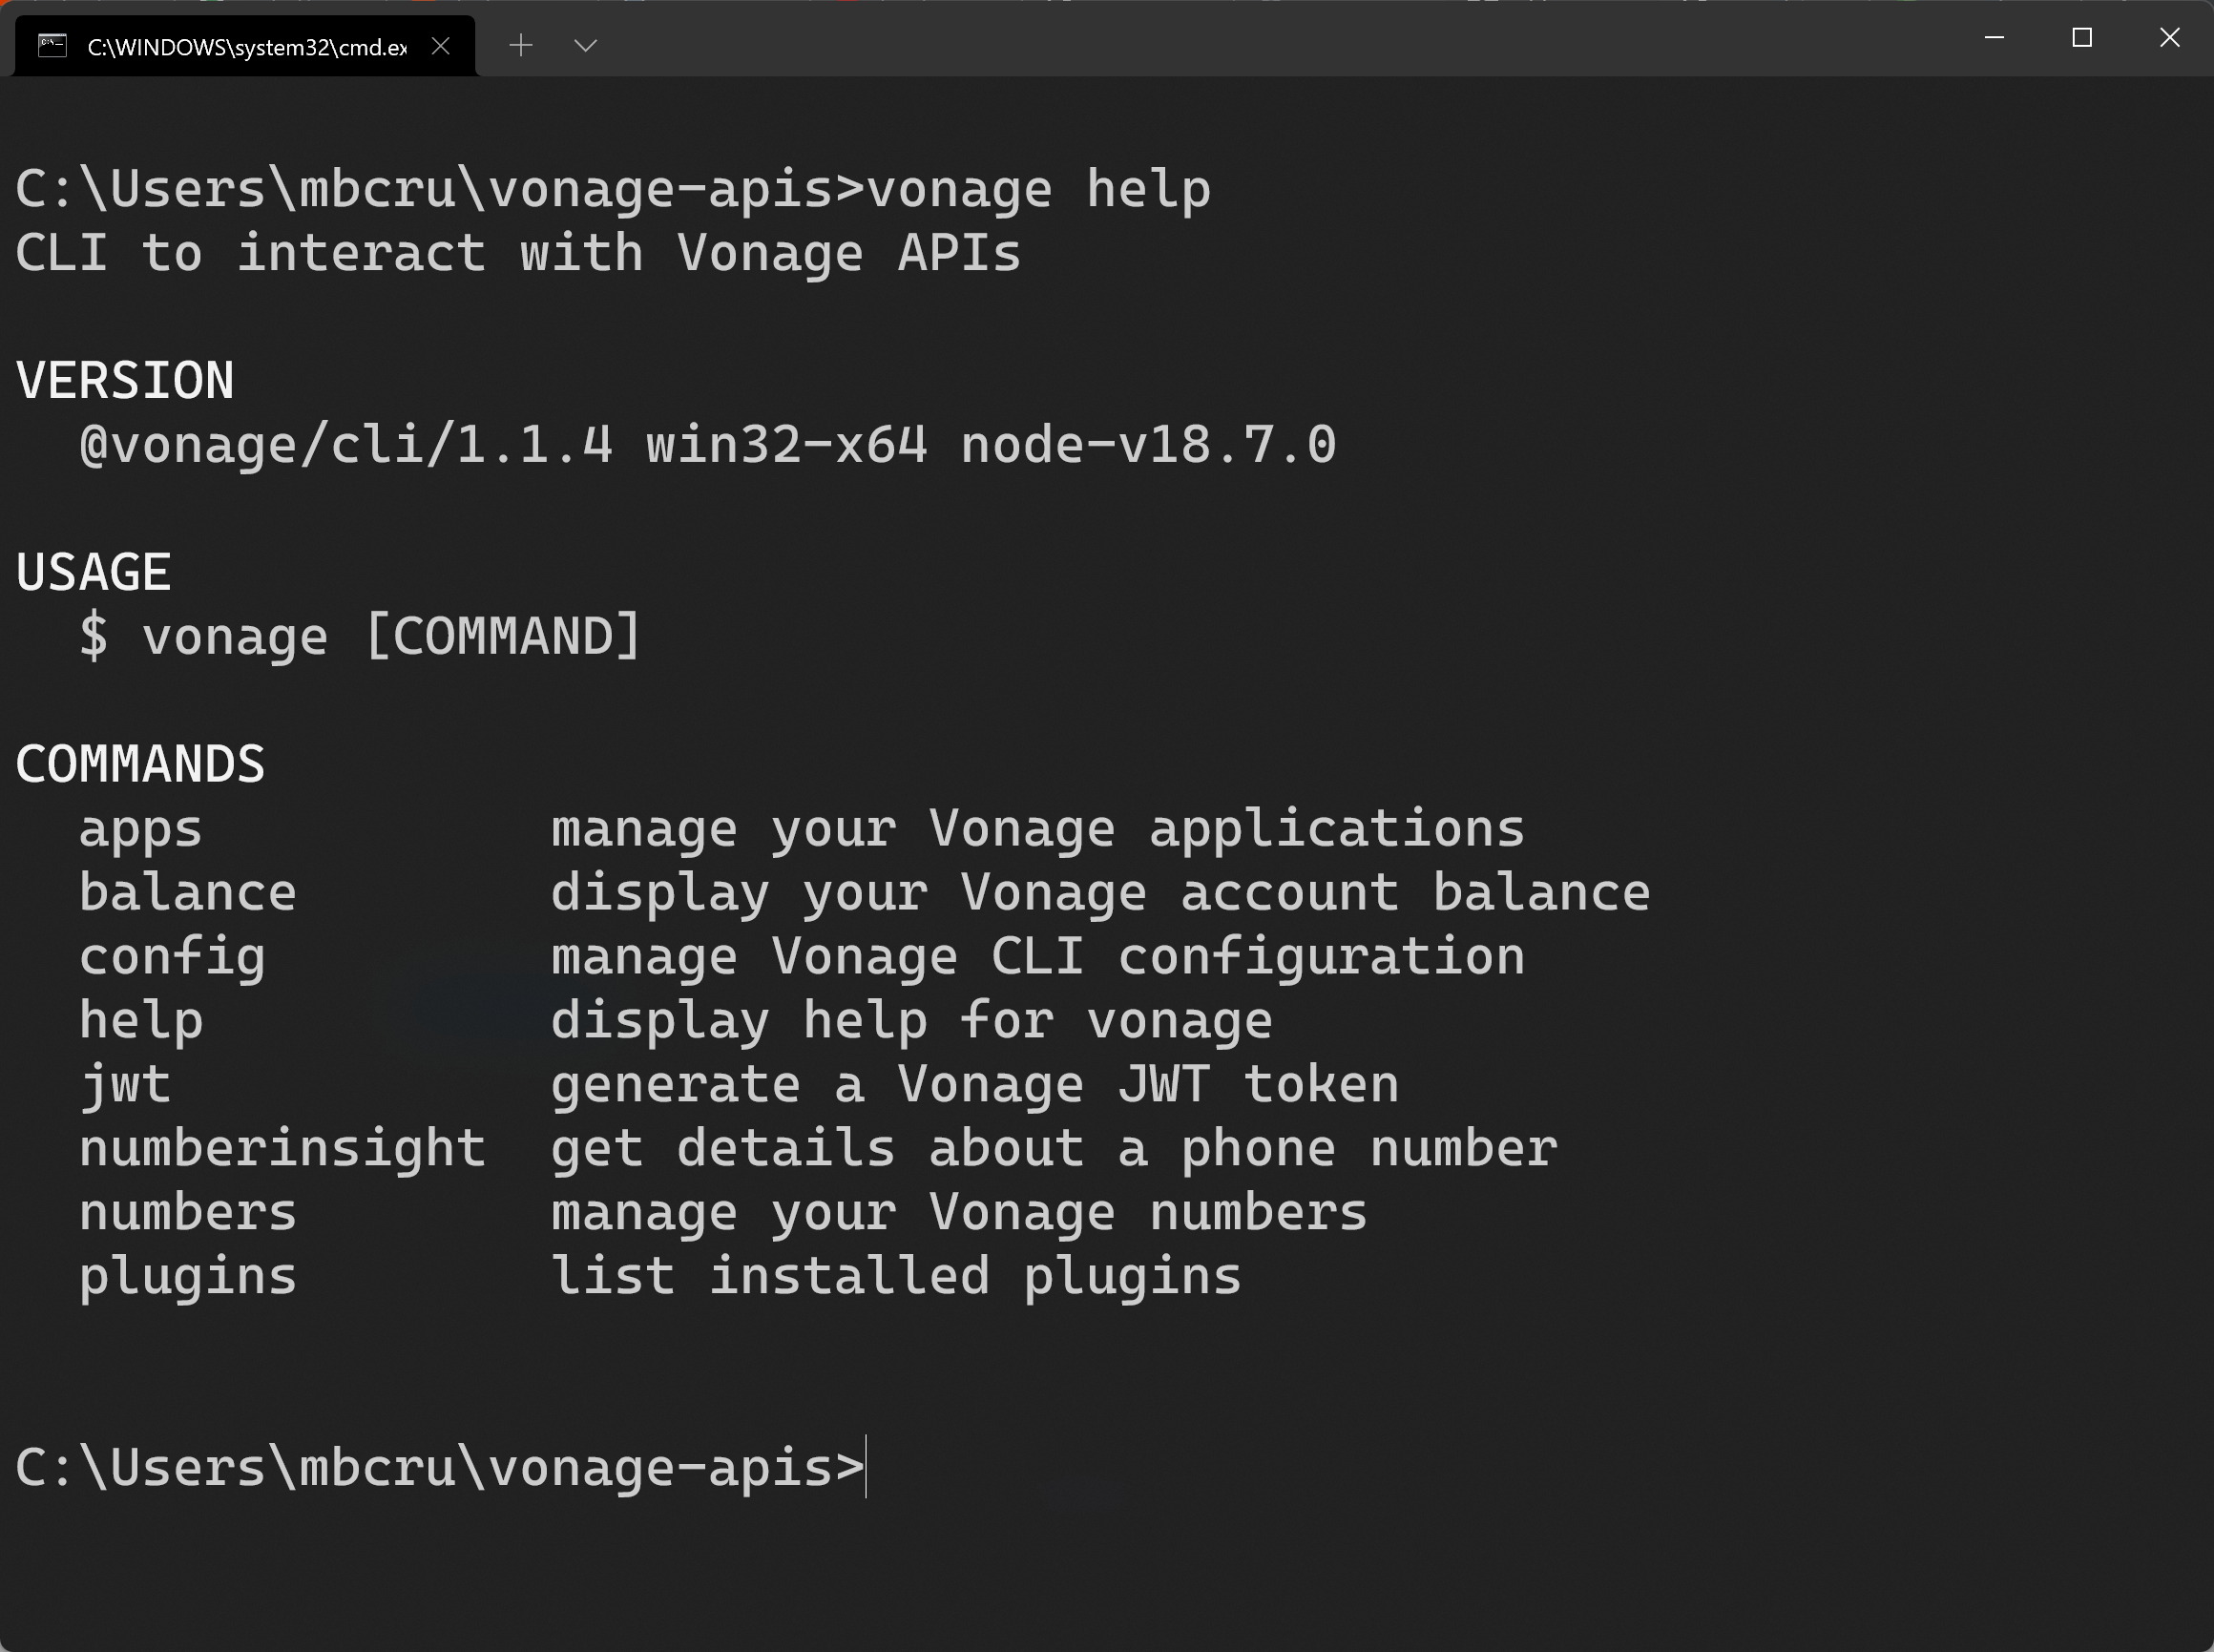 C:\WINDOWS\system32\cmd.ex
C:\Users\mbcru\vonage-apis>vonage help
CLI to interact with Vonage APIs
VERSION
@vonage/cli/1.1.4 win32-x64 node-v18.7.0
USAGE
$ vonage [COMMAND]
COMMANDS
apps manage your Vonage applications
balance display your Vonage account balance
config manage Vonage CLI configuration
help display help for vonage
jwt generate a Vonage JWT token
numberinsight get details about a phone number
numbers manage your Vonage numbers
plugins list installed plugins
C:\Users\mbcru\vonage-apis>